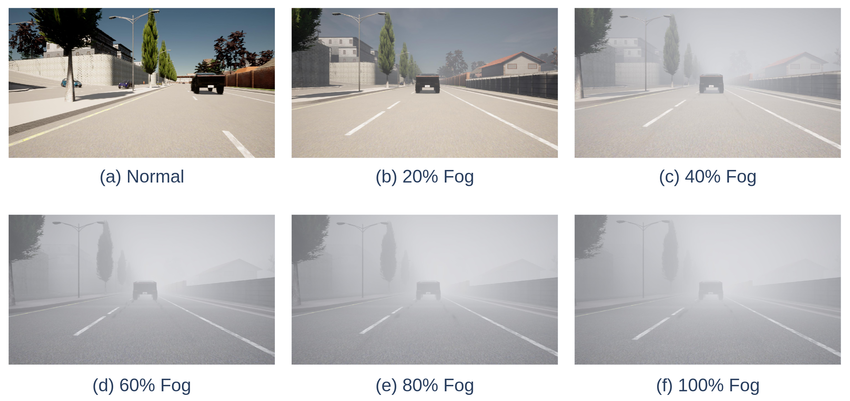 (a) Normal
(b) 20% Fog
(c) 40% Fog
(d) 60% Fog
(e) 80% Fog
(f) 100% Fog